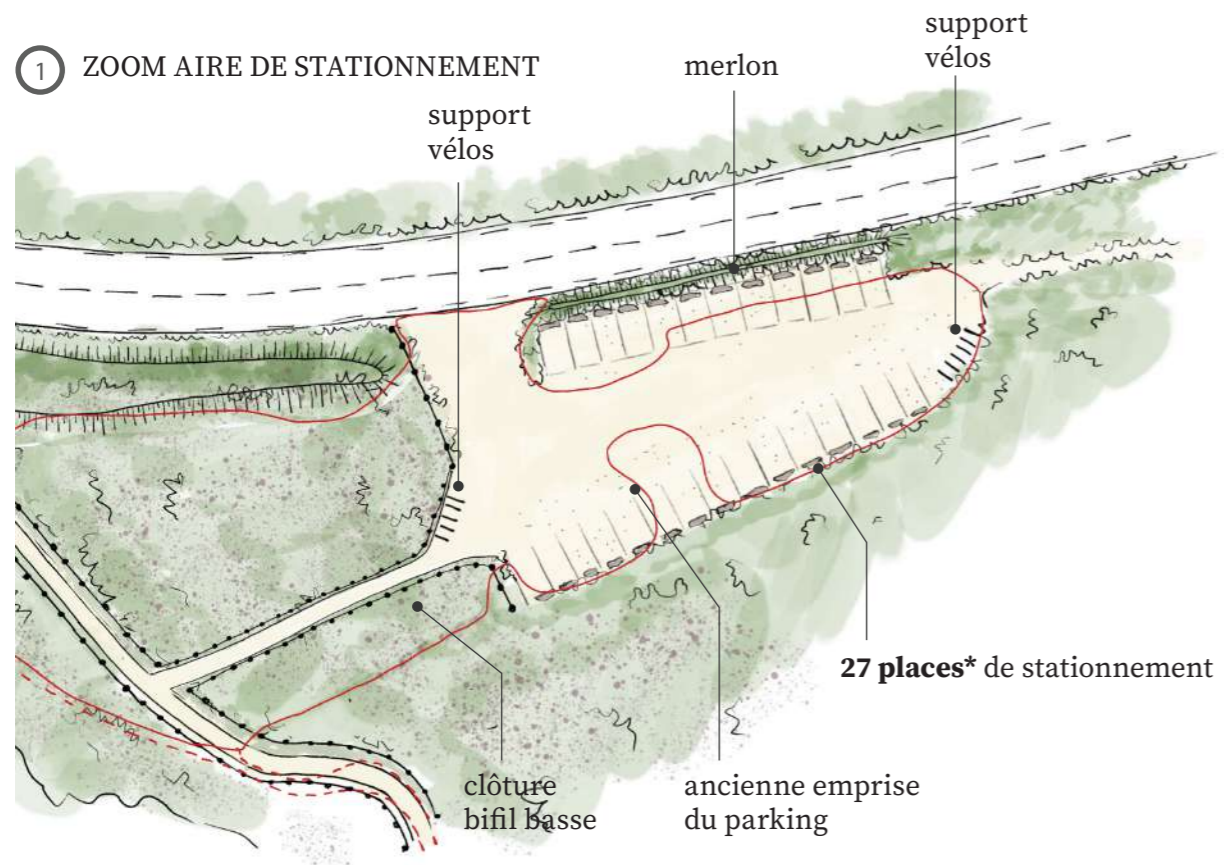 1 ZOOM AIRE DE STATIONNEMENT
support
vélos
merlon
support
vélos
27 places* de stationnement
clôture
bifil basse
ancienne emprise
du parking